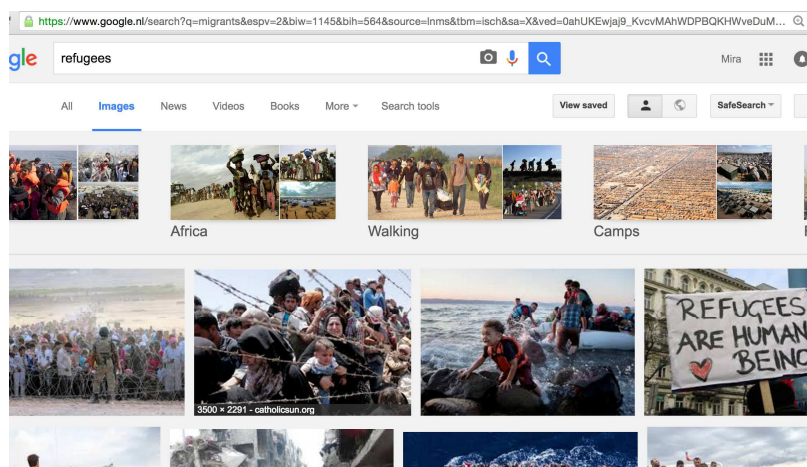 https://www.google.nl/search?q=migrants&espv=2&biw=1145&bih=564&source=lnms&tbm=isch&sa=X&ved=0ahUKEwjaj9_KvcvMAhWDPBQKHWveDuM...
gle refugees Mira
All Images News Videos Books More Search tools View saved SafeSearch
Africa Walking Camps
REFUGEES
ARE HUMAN
BEING
3500 × 2291 - catholicsun.org